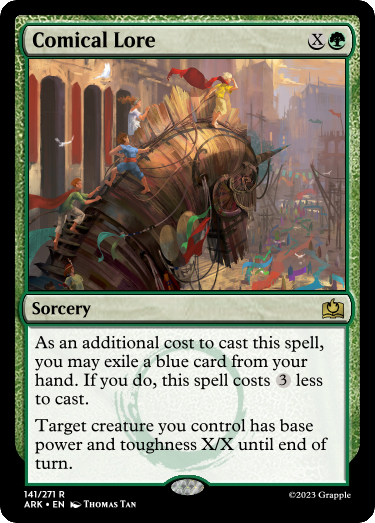 Comical Lore X
Sorcery
As an additional cost to cast this spell,
you may exile a blue card from your
hand. If you do, this spell costs 3 less
to cast.
Target creature you control has base
power and toughness X/X until end of
turn.
141/271 R
ARK • EN Thomas Tan
©2023 Grapple